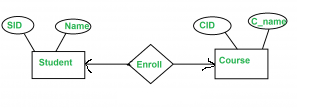 SID
Name
CID
C_name
Student
Enroll
Course